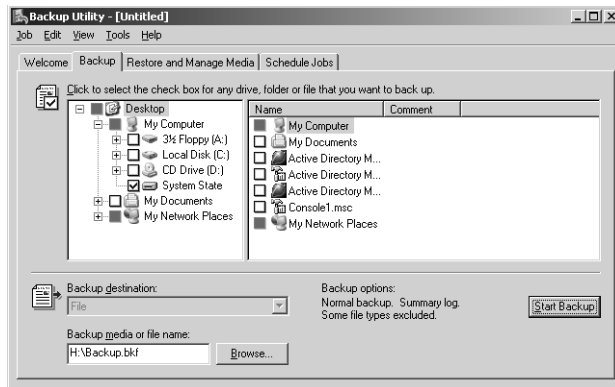 Backup Utility - [Untitled]
Job Edit View Tools Help
Welcome Backup Restore and Manage Media Schedule Jobs
Click to select the check box for any drive, folder or file that you want to back up.
Desktop
My Computer
3½ Floppy (A:)
Local Disk (C:)
CD Drive (D:)
System State
My Documents
My Network Places
Name Comment
My Computer
My Documents
Active Directory M...
Active Directory M...
Active Directory M...
Console1.msc
My Network Places
Backup destination:
File
Backup media or file name:
H:\Backup.bkf
Browse...
Backup options:
Normal backup. Summary log.
Some file types excluded.
Start Backup